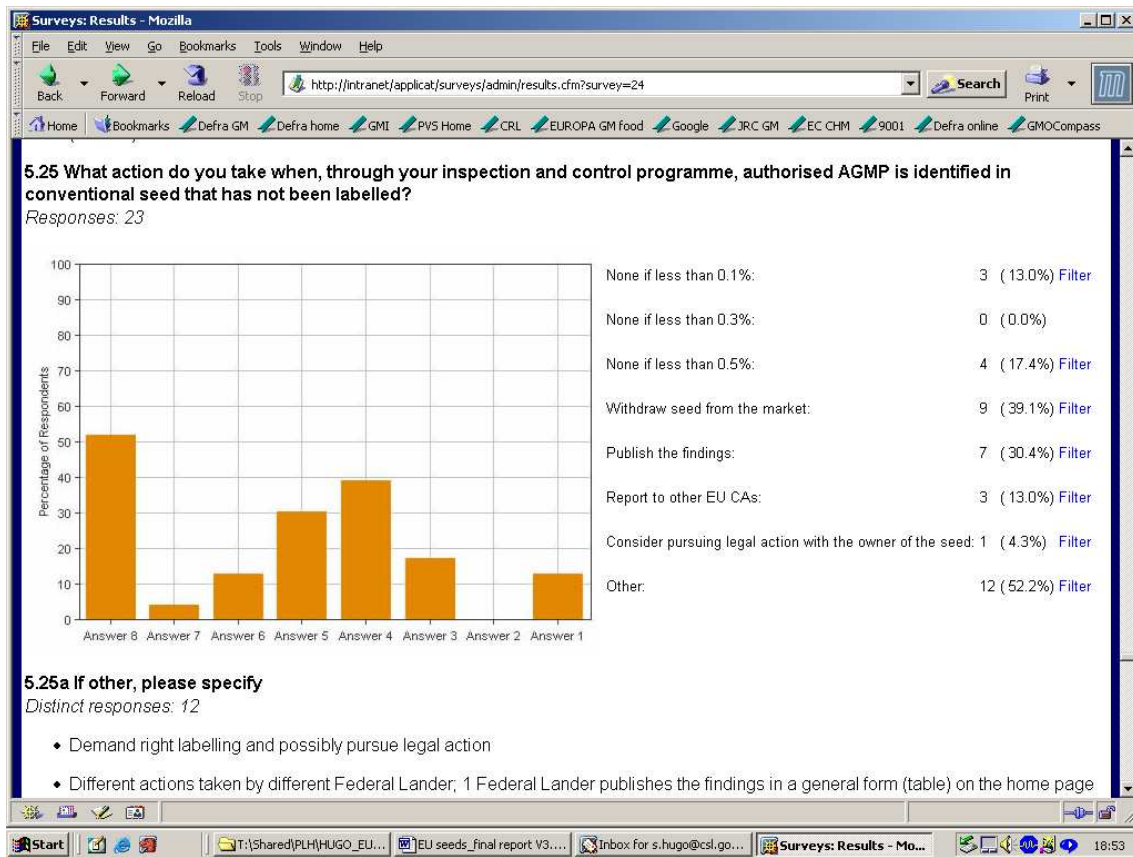 Surveys: Results - Mozilla
File Edit View Go Bookmarks Tools Window Help
Back Forward Reload Stop http://intranet/applicat/surveys/admin/results.cfm?survey=24 Search Print
Home Bookmarks Defra GM Defra home GMI PVS Home CRL EUROPA GM food Google JRC GM EC CHM 9001 Defra online GMOCompass
5.25 What action do you take when, through your inspection and control programme, authorised AGMP is identified in
conventional seed that has not been labelled?
Responses: 23
Percentage of Respondents
100
90
80
70
60
50
40
30
20
10
0
Answer 8 Answer 7 Answer 6 Answer 5 Answer 4 Answer 3 Answer 2 Answer 1
None if less than 0.1%: 3 (13.0%) Filter
None if less than 0.3%: 0 (0.0%)
None if less than 0.5%: 4 (17.4%) Filter
Withdraw seed from the market: 9 (39.1%) Filter
Publish the findings: 7 (30.4%) Filter
Report to other EU CAs: 3 (13.0%) Filter
Consider pursuing legal action with the owner of the seed: 1 (4.3%) Filter
Other: 12 (52.2%) Filter
5.25a If other, please specify
Distinct responses: 12
• Demand right labelling and possibly pursue legal action
• Different actions taken by different Federal Lander; 1 Federal Lander publishes the findings in a general form (table) on the home page
Start T:\Shared\PLH\HUGO_EU... EU seeds_final report V3.... Inbox for s.hugo@csl.go... Surveys: Results - Mo... 18:53